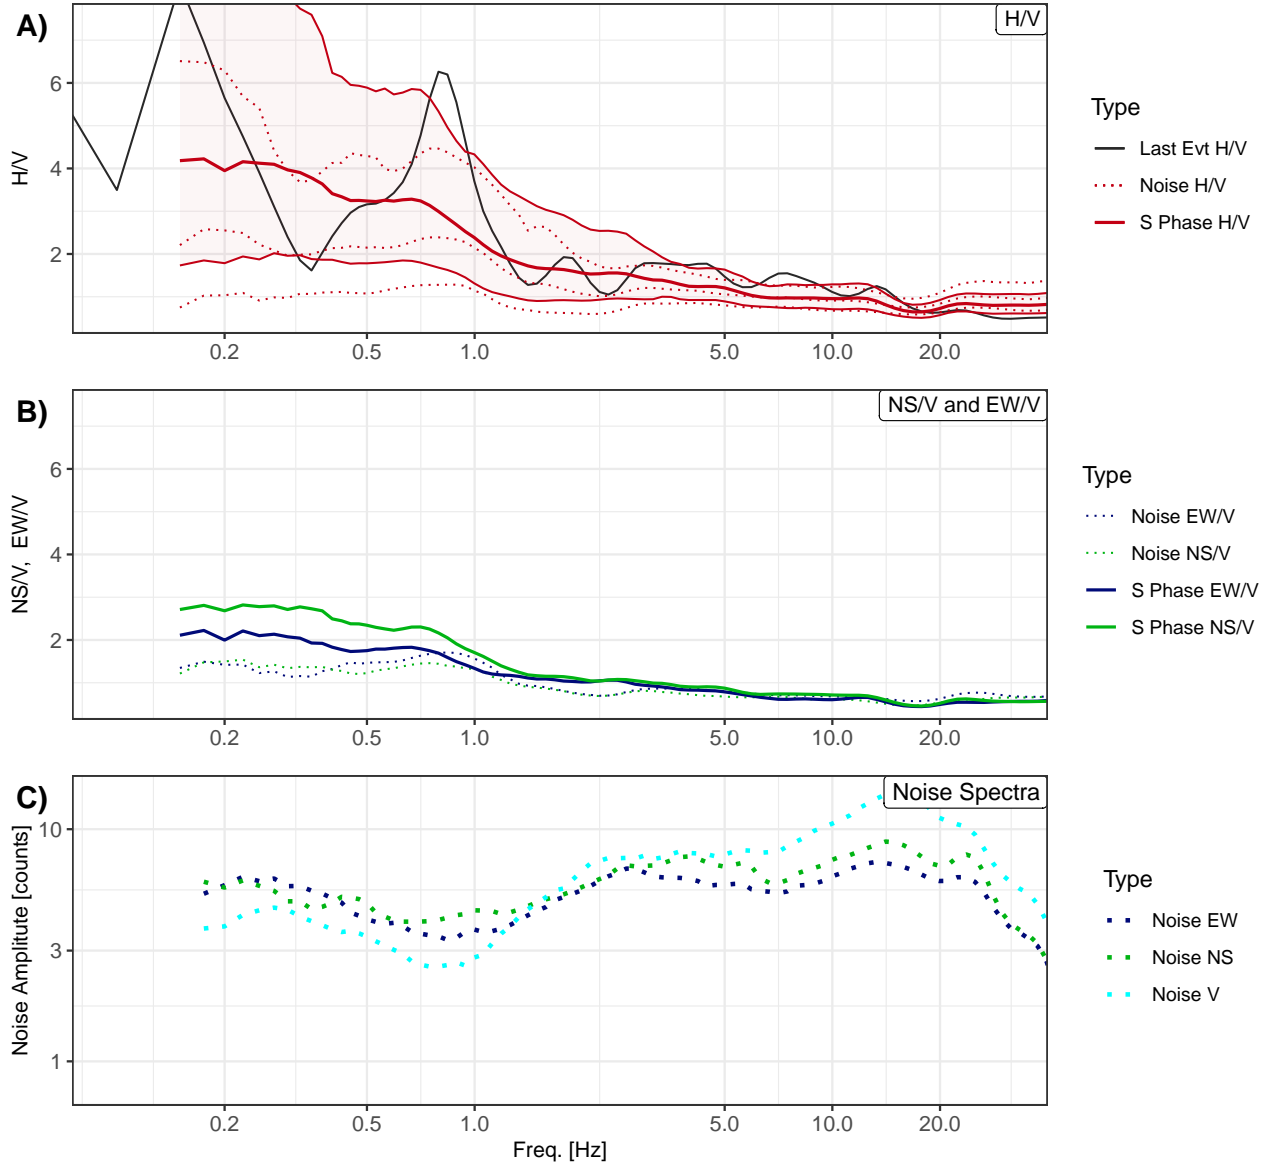 A)
H/V
H/V
6
4
2
0.2 0.5 1.0 5.0 10.0 20.0
Type
Last Evt H/V
Noise H/V
S Phase H/V
B)
NS/V and EW/V
NS/V, EW/V
6
4
2
0.2 0.5 1.0 5.0 10.0 20.0
Type
Noise EW/V
Noise NS/V
S Phase EW/V
S Phase NS/V
C)
Noise Spectra
Noise Amplitute [counts]
10
3
1
0.2 0.5 1.0 5.0 10.0 20.0
Freq. [Hz]
Type
Noise EW
Noise NS
Noise V